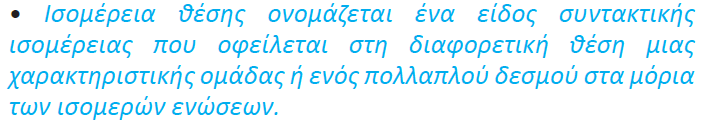 • Ισομέρεια θέσης ονομάζεται ένα είδος συντακτικής
ισομέρειας που οφείλεται στη διαφορετική θέση μιας
χαρακτηριστικής ομάδας ή ενός πολλαπλού δεσμού στα μόρια
των ισομερών ενώσεων.